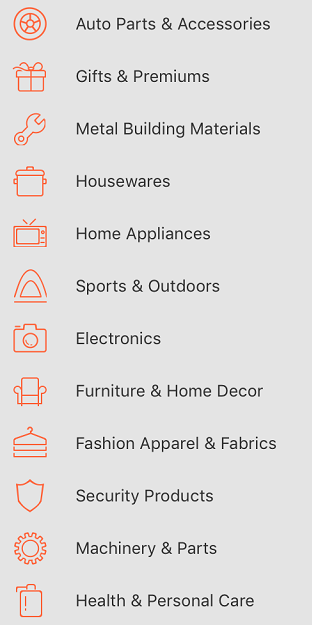 Auto Parts & Accessories
Gifts & Premiums
Metal Building Materials
Housewares
Home Appliances
Sports & Outdoors
Electronics
Furniture & Home Decor
Fashion Apparel & Fabrics
Security Products
Machinery & Parts
Health & Personal Care